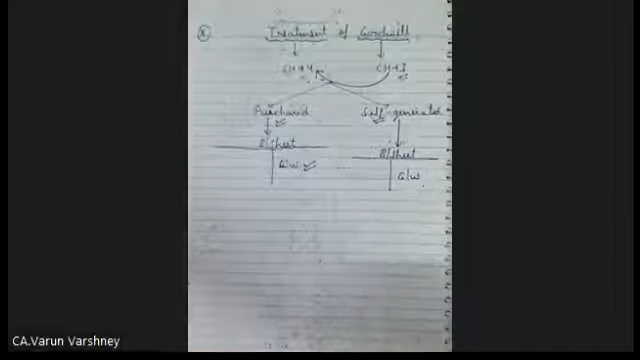 Treatment of Goodwill
CH # 4 CH # 3
Purchased Self-generated
B/Sheet B/Sheet
G/W G/W
CA.Varun Varshney